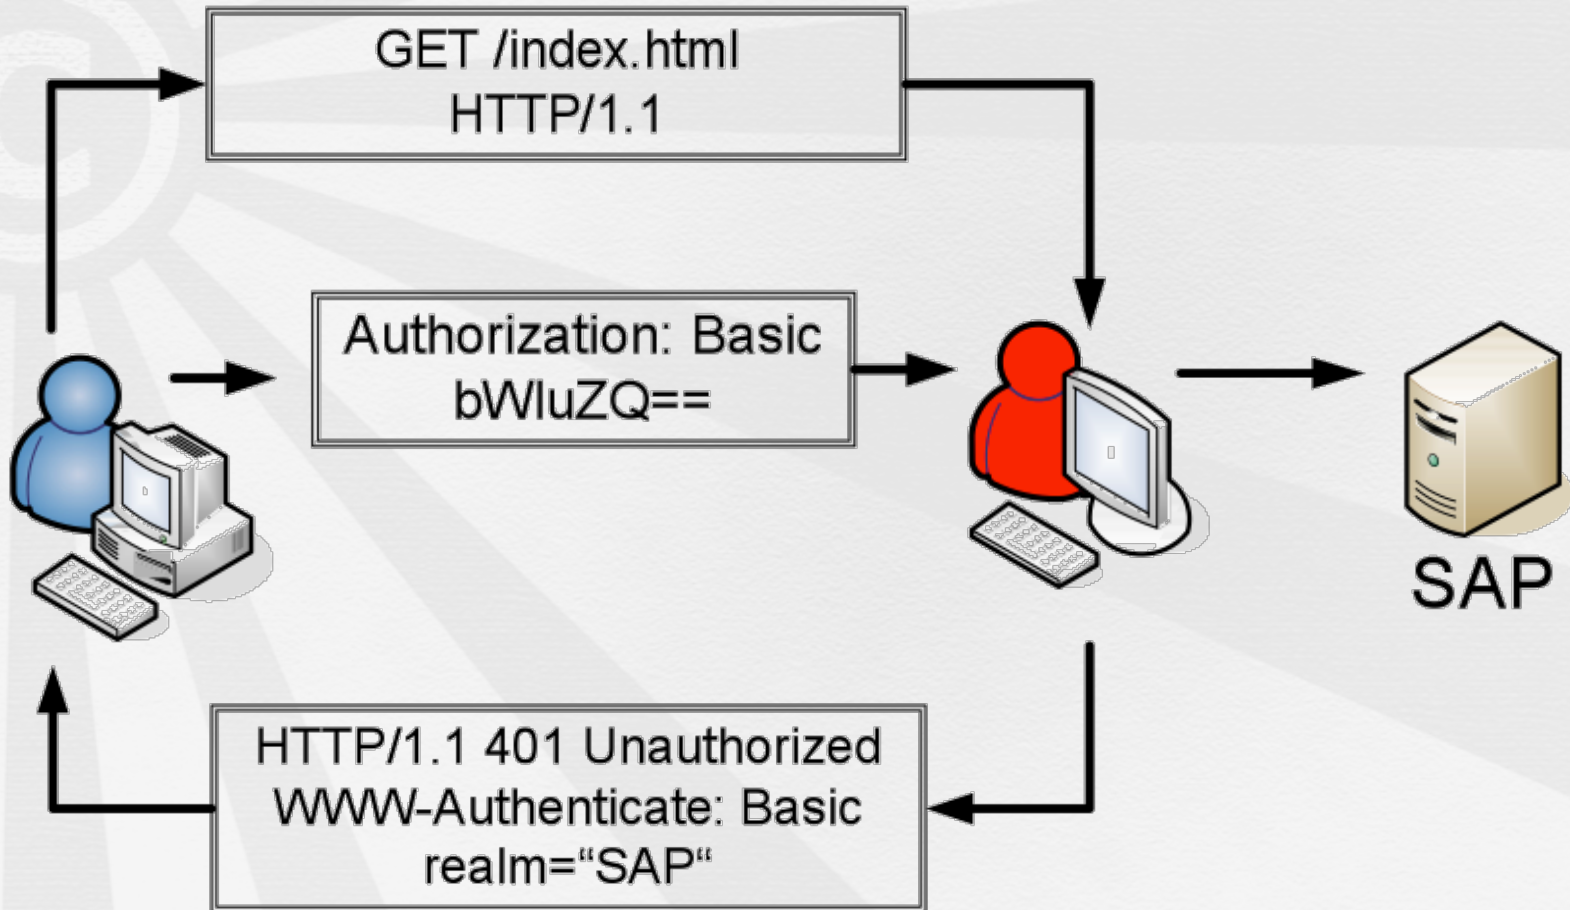 GET /index.html
HTTP/1.1
Authorization: Basic
bWluZQ==
SAP
HTTP/1.1 401 Unauthorized
WWW-Authenticate: Basic
realm=“SAP“